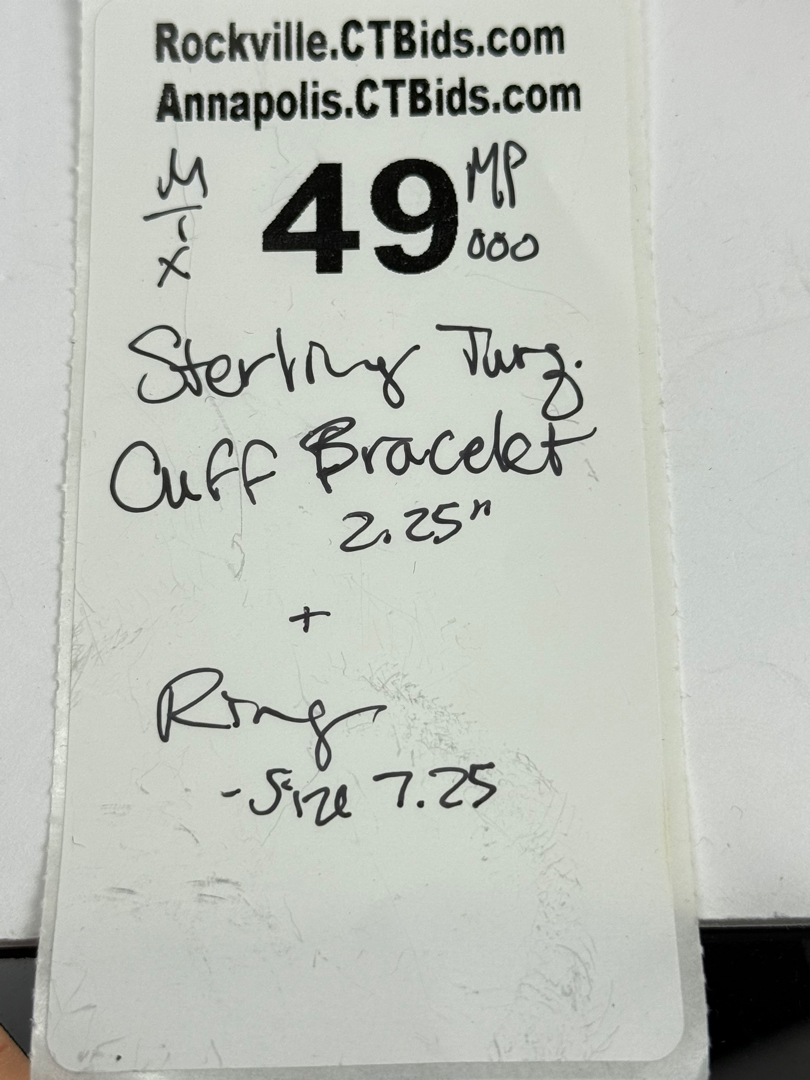 Rockville.CTBids.com
Annapolis.CTBids.com
49 MP
000
Sterling Turq.
Cuff Bracelet
2.25"
+
Ring
-Size 7.25